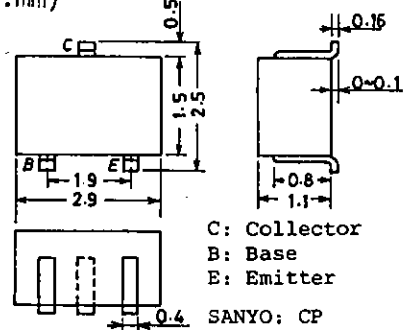 .mm)
0.5
C
0.16
1.5
2.5
0~0.1
B
E
1.9
2.9
0.8
1.1
C: Collector
B: Base
E: Emitter
0.4
SANYO: CP